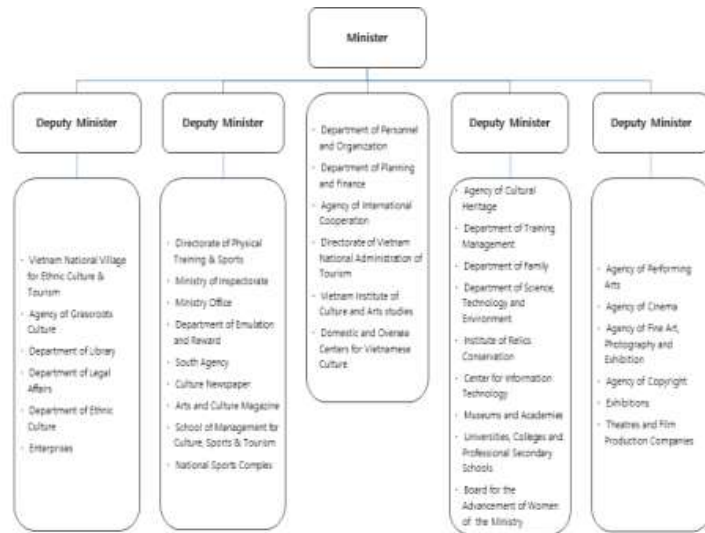 Minister
Deputy Minister
Vietnam National Village
for Ethnic Culture &
Tourism
Agency of Grassroots
Culture
Department of Library
Department of Legal
Affairs
Department of Ethnic
Culture
Enterprises
Deputy Minister
Directorate of Physical
Training & Sports
Ministry of Inspectorate
Ministry Office
Department of Emulation
and Reward
South Agency
Culture Newspaper
Arts and Culture Magazine
School of Management for
Culture, Sports & Tourism
National Sports Complex
Department of Personnel
and Organization
Department of Planning
and Finance
Agency of International
Cooperation
Directorate of Vietnam
National Administration of
Tourism
Vietnam Institute of
Culture and Arts studies
Domestic and Oversea
Centers for Vietnamese
Culture
Deputy Minister
Agency of Cultural
Heritage
Department of Training
Management
Department of Family
Department of Science,
Technology and
Environment
Institute of Relics
Conservation
Center for Information
Technology
Museums and Academies
Universities, Colleges and
Professional Secondary
Schools
Board for the
Advancement of Women
of the Ministry
Deputy Minister
Agency of Performing
Arts
Agency of Cinema
Agency of Fine Art,
Photography and
Exhibition
Agency of Copyright
Exhibitions
Theatres and Film
Production Companies